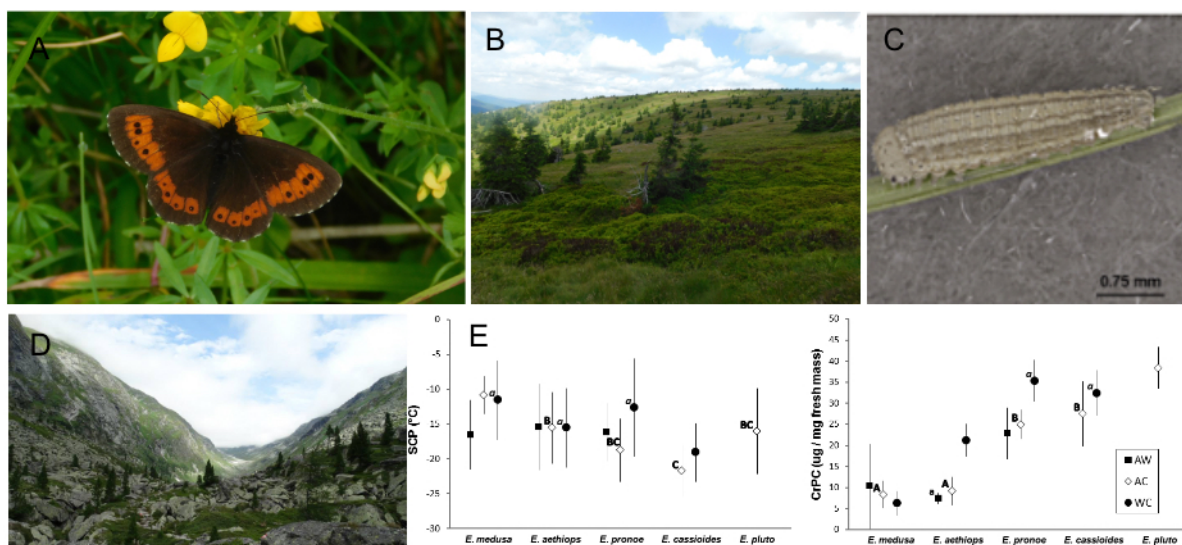 A
B
C
0.75 mm
D
E
SCP (°C)
-5
-10
-15
-20
-25
-30
a
B
a
BC
a
C
BC
E. medusa E. aethiops E. pronoe E. cassioides E. pluto
CrPC (ug / mg fresh mass)
50
45
40
35
30
25
20
15
10
5
0
A
A
B
a
B
a
AW
AC
WC
E. medusa E. aethiops E. pronoe E. cassioides E. pluto